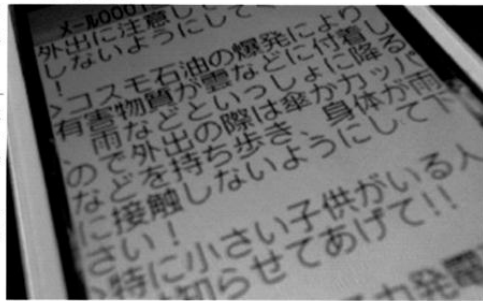 メール0001
外出に注意して
しないようにして下
！
>コスモ石油の爆発により
有害物質が雲などに付着し
、雨などといっしょに降る
ので外出の際は傘かカッパ
などを持ち歩き、身体が雨
に接触しないようにして下
さい！
>特に小さい子供がいる人
に知らせてあげて!!
力発電